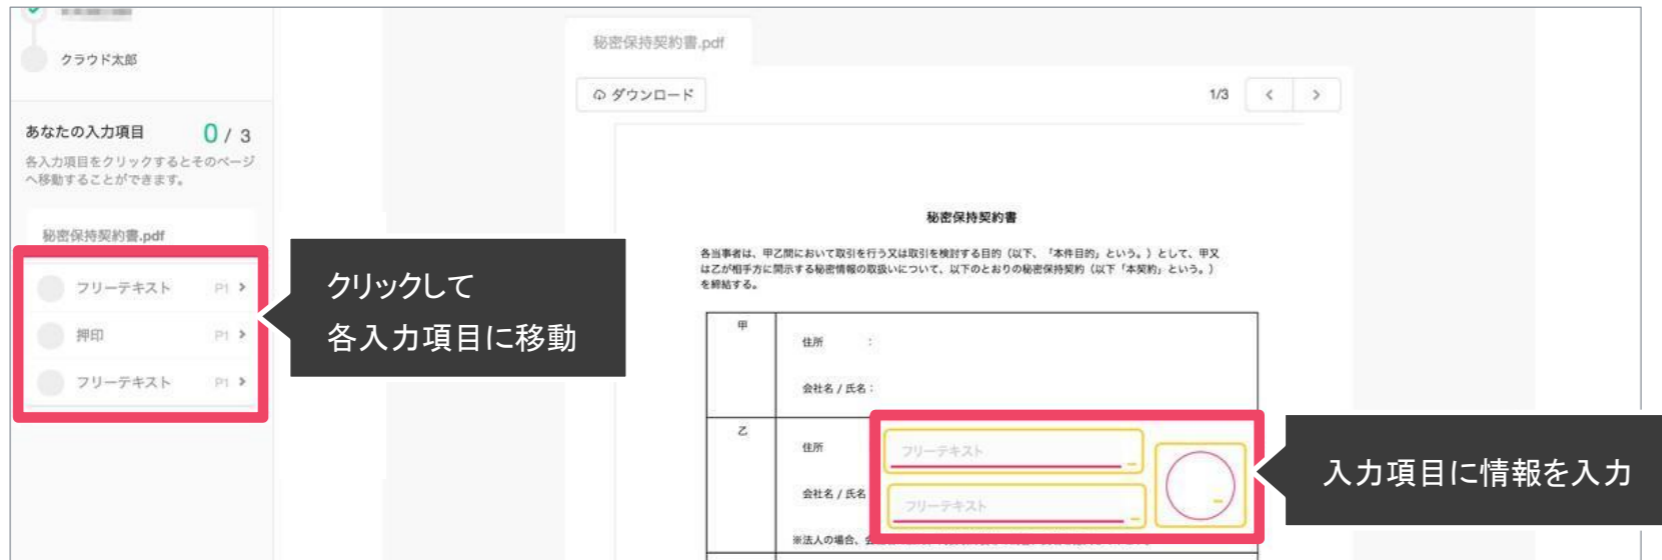 クラウド太郎
あなたの入力項目 0 / 3
各入力項目をクリックするとそのページ
へ移動することができます。
秘密保持契約書.pdf
フリーテキスト P1
押印 P1
フリーテキスト P1
クリックして
各入力項目に移動
秘密保持契約書.pdf
ダウンロード
1/3
秘密保持契約書
各当事者は、甲乙間において取引を行う又は取引を検討する目的（以下、「本件目的」という。）として、甲又
は乙が相手方に開示する秘密情報の取扱いについて、以下のとおりの秘密保持契約（以下「本契約」という。）
を締結する。
甲
住所 ：
会社名 / 氏名：
乙
住所
フリーテキスト
会社名 / 氏名
フリーテキスト
※法人の場合、
入力項目に情報を入力